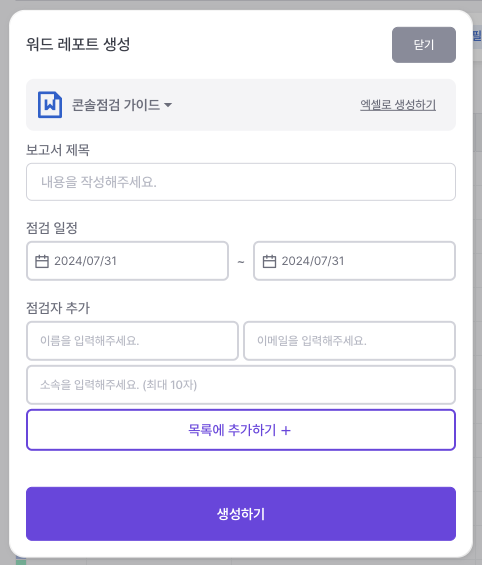 워드 레포트 생성
닫기
콘솔점검 가이드
엑셀로 생성하기
보고서 제목
내용을 작성해주세요.
점검 일정
2024/07/31 ~ 2024/07/31
점검자 추가
이름을 입력해주세요. 이메일을 입력해주세요.
소속을 입력해주세요. (최대 10자)
목록에 추가하기 +
생성하기